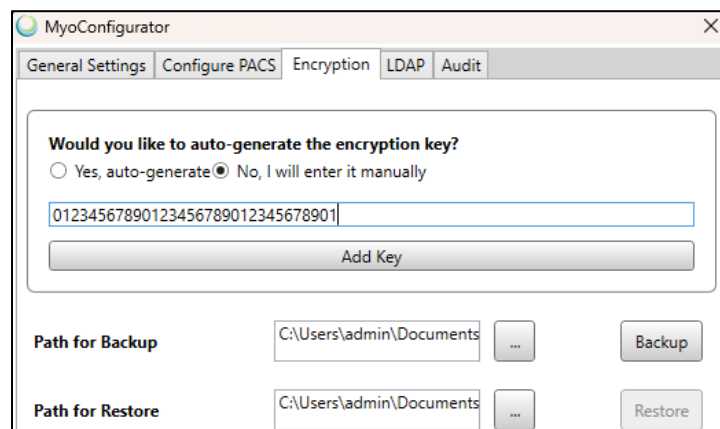 MyoConfigurator
General Settings Configure PACS Encryption LDAP Audit
Would you like to auto-generate the encryption key?
Yes, auto-generate No, I will enter it manually
01234567890123456789012345678901
Add Key
Path for Backup C:\Users\admin\Documents ... Backup
Path for Restore C:\Users\admin\Documents ... Restore